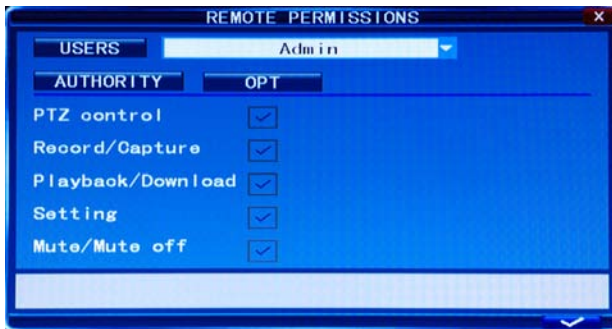 REMOTE PERMISSIONS
USERS Admin
AUTHORITY OPT
PTZ control
Record/Capture
Playback/Download
Setting
Mute/Mute off